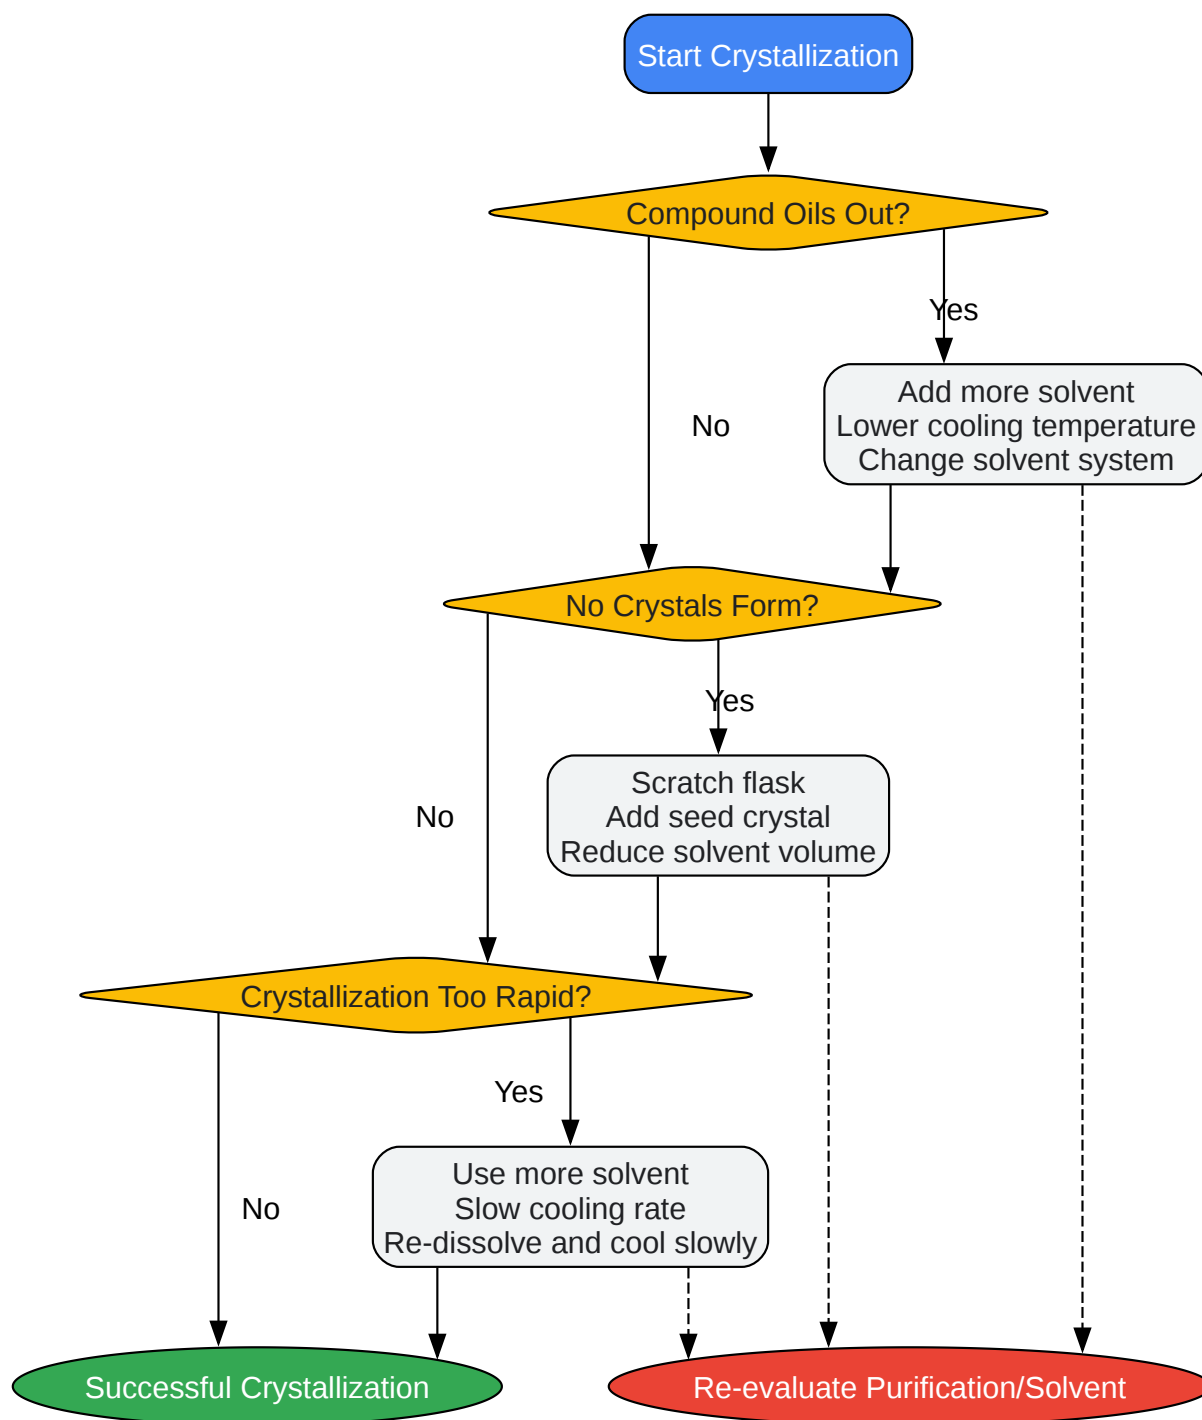 Start Crystallization
Compound Oils Out?
Yes
Add more solvent
Lower cooling temperature
Change solvent system
No
No Crystals Form?
Yes
Scratch flask
Add seed crystal
Reduce solvent volume
No
Crystallization Too Rapid?
Yes
Use more solvent
Slow cooling rate
Re-dissolve and cool slowly
No
Successful Crystallization
Re-evaluate Purification/Solvent